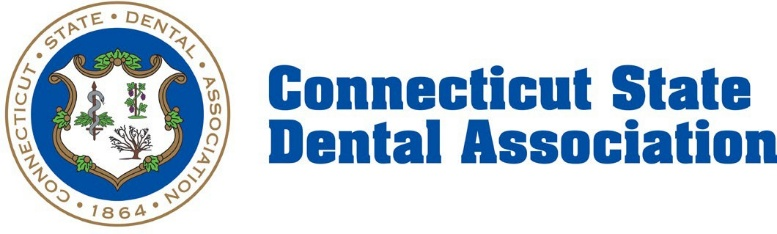 CONNECTICUT • STATE • DENTAL • ASSOCIATION • 1864 •
Connecticut State
Dental Association